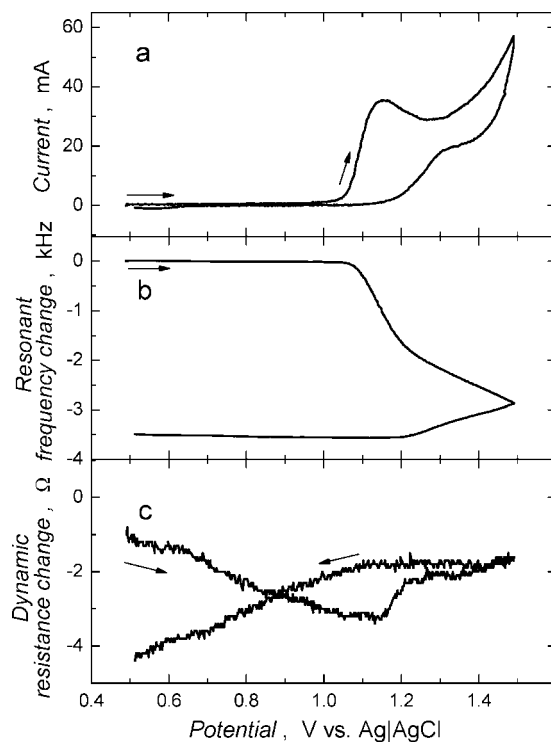 a
Current , mA
60
40
20
0
b
Resonant
frequency change , kHz
0
-1
-2
-3
-4
c
Dynamic
resistance change , Ω
0
-2
-4
0.4 0.6 0.8 1.0 1.2 1.4
Potential , V vs. Ag|AgCl